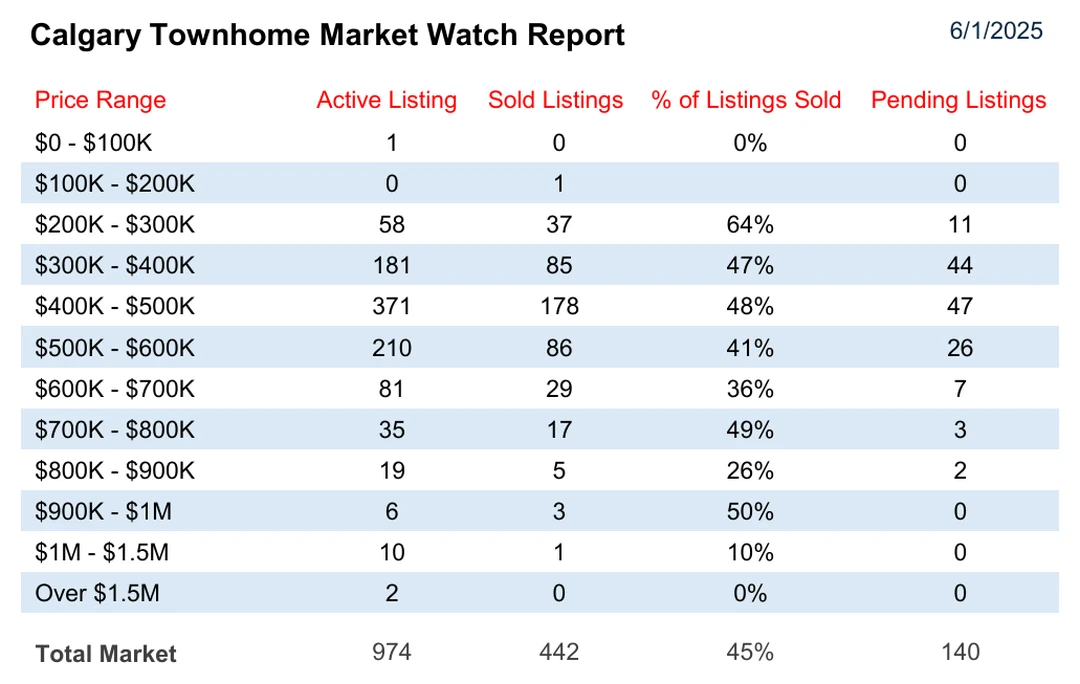 Calgary Townhome Market Watch Report 6/1/2025
Price Range Active Listing Sold Listings % of Listings Sold Pending Listings
$0 - $100K 1 0 0% 0
$100K - $200K 0 1 0
$200K - $300K 58 37 64% 11
$300K - $400K 181 85 47% 44
$400K - $500K 371 178 48% 47
$500K - $600K 210 86 41% 26
$600K - $700K 81 29 36% 7
$700K - $800K 35 17 49% 3
$800K - $900K 19 5 26% 2
$900K - $1M 6 3 50% 0
$1M - $1.5M 10 1 10% 0
Over $1.5M 2 0 0% 0
Total Market 974 442 45% 140